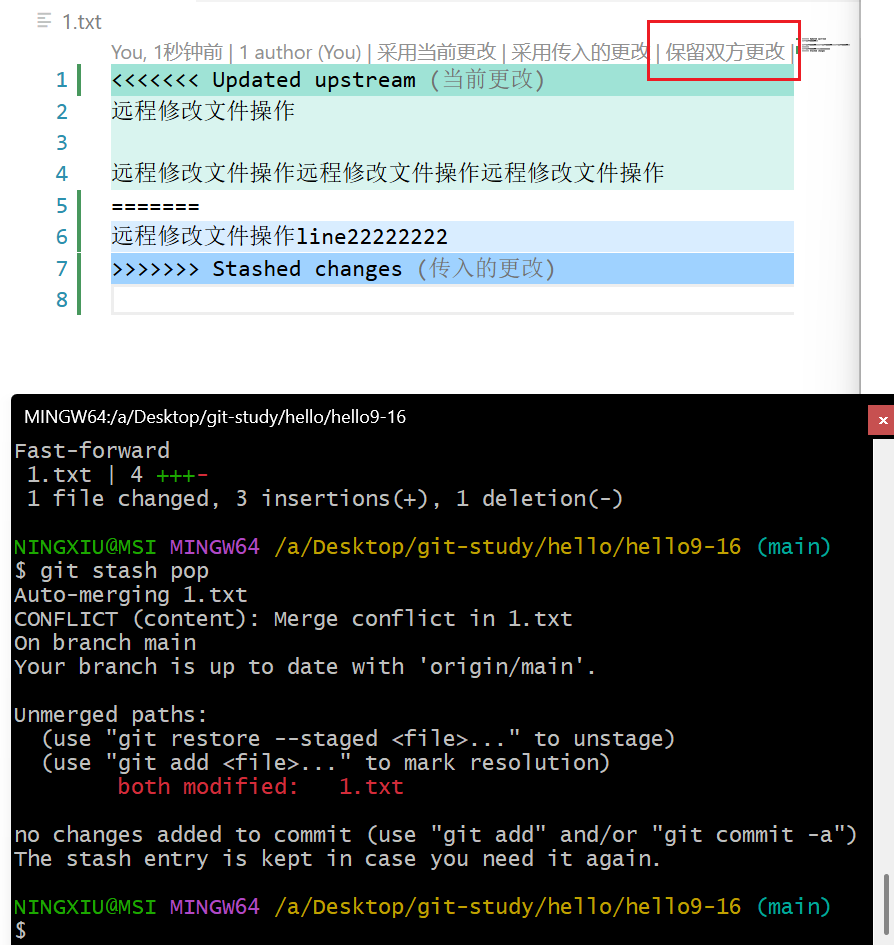 1.txt
You, 1秒钟前 | 1 author (You) | 采用当前更改 | 采用传入的更改 | 保留双方更改 |
1 <<<<<<< Updated upstream (当前更改)
2 远程修改文件操作
3
4 远程修改文件操作远程修改文件操作远程修改文件操作
5 =======
6 远程修改文件操作line22222222
7 >>>>>>> Stashed changes (传入的更改)
8
MINGW64:/a/Desktop/git-study/hello/hello9-16
Fast-forward
1.txt | 4 +++-
1 file changed, 3 insertions(+), 1 deletion(-)
NINGXIU@MSI MINGW64 /a/Desktop/git-study/hello/hello9-16 (main)
$ git stash pop
Auto-merging 1.txt
CONFLICT (content): Merge conflict in 1.txt
On branch main
Your branch is up to date with 'origin/main'.
Unmerged paths:
(use "git restore --staged <file>..." to unstage)
(use "git add <file>..." to mark resolution)
both modified: 1.txt
no changes added to commit (use "git add" and/or "git commit -a")
The stash entry is kept in case you need it again.
NINGXIU@MSI MINGW64 /a/Desktop/git-study/hello/hello9-16 (main)
$